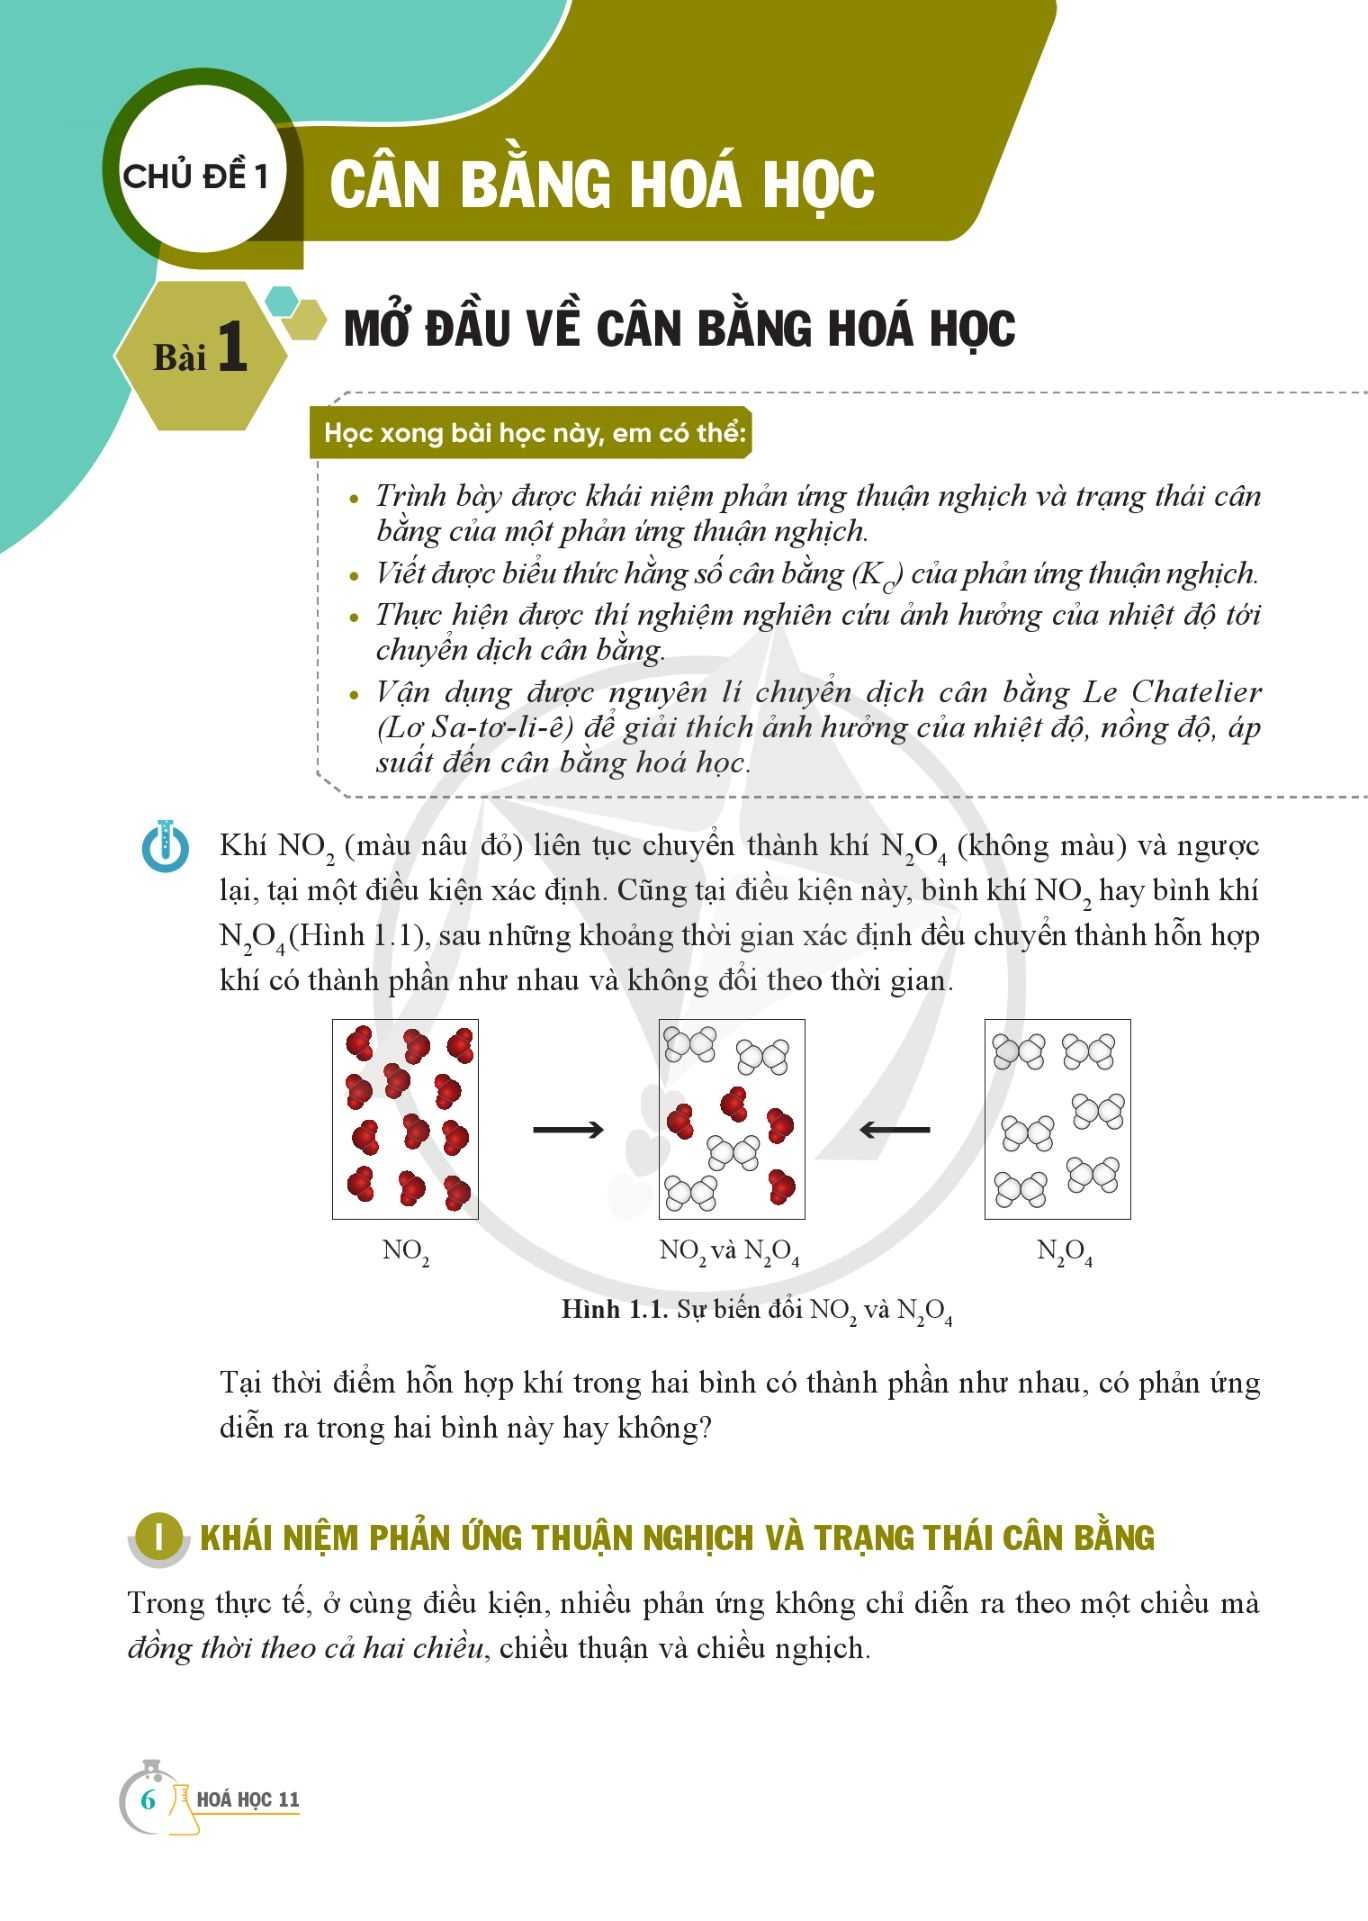 CHỦ ĐỀ 1
CÂN BẰNG HOÁ HỌC
Bài 1
MỞ ĐẦU VỀ CÂN BẰNG HOÁ HỌC
Học xong bài học này, em có thể:
• Trình bày được khái niệm phản ứng thuận nghịch và trạng thái cân
bằng của một phản ứng thuận nghịch.
• Viết được biểu thức hằng số cân bằng (K_C) của phản ứng thuận nghịch.
• Thực hiện được thí nghiệm nghiên cứu ảnh hưởng của nhiệt độ tới
chuyển dịch cân bằng.
• Vận dụng được nguyên lí chuyển dịch cân bằng Le Chatelier
(Lơ Sa-tơ-li-ê) để giải thích ảnh hưởng của nhiệt độ, nồng độ, áp
suất đến cân bằng hoá học.
Khí NO₂ (màu nâu đỏ) liên tục chuyển thành khí N₂O₄ (không màu) và ngược
lại, tại một điều kiện xác định. Cũng tại điều kiện này, bình khí NO₂ hay bình khí
N₂O₄ (Hình 1.1), sau những khoảng thời gian xác định đều chuyển thành hỗn hợp
khí có thành phần như nhau và không đổi theo thời gian.
NO₂
NO₂ và N₂O₄
N₂O₄
Hình 1.1. Sự biến đổi NO₂ và N₂O₄
Tại thời điểm hỗn hợp khí trong hai bình có thành phần như nhau, có phản ứng
diễn ra trong hai bình này hay không?
I KHÁI NIỆM PHẢN ỨNG THUẬN NGHỊCH VÀ TRẠNG THÁI CÂN BẰNG
Trong thực tế, ở cùng điều kiện, nhiều phản ứng không chỉ diễn ra theo một chiều mà
đồng thời theo cả hai chiều, chiều thuận và chiều nghịch.
6 HOÁ HỌC 11